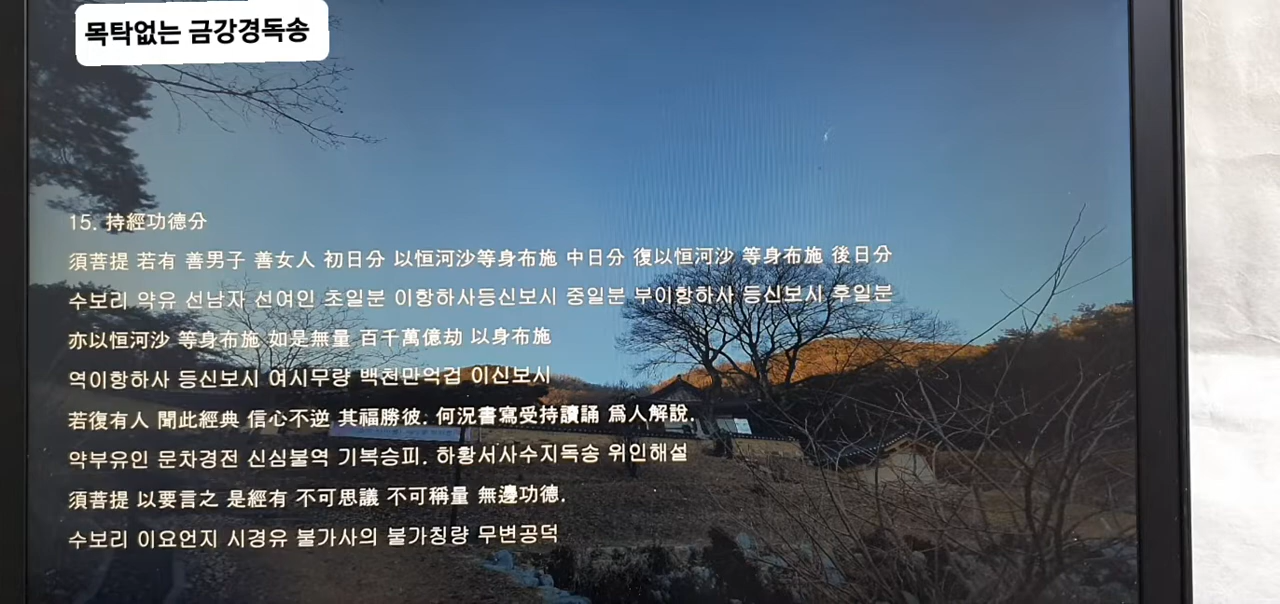 목탁없는 금강경독송
15. 持經功德分
須菩提 若有 善男子 善女人 初日分 以恒河沙等身布施 中日分 復以恒河沙 等身布施 後日分
수보리 약유 선남자 선여인 초일분 이항하사등신보시 중일분 부이항하사 등신보시 후일분
亦以恒河沙 等身布施 如是無量 百千萬億劫 以身布施
역이항하사 등신보시 여시무량 백천만억겁 이신보시
若復有人 聞此經典 信心不逆 其福勝彼. 何況書寫受持讀誦 爲人解說.
약부유인 문차경전 신심불역 기복승피. 하황서사수지독송 위인해설
須菩提 以要言之 是經有 不可思議 不可稱量 無邊功德.
수보리 이요언지 시경유 불가사의 불가칭량 무변공덕